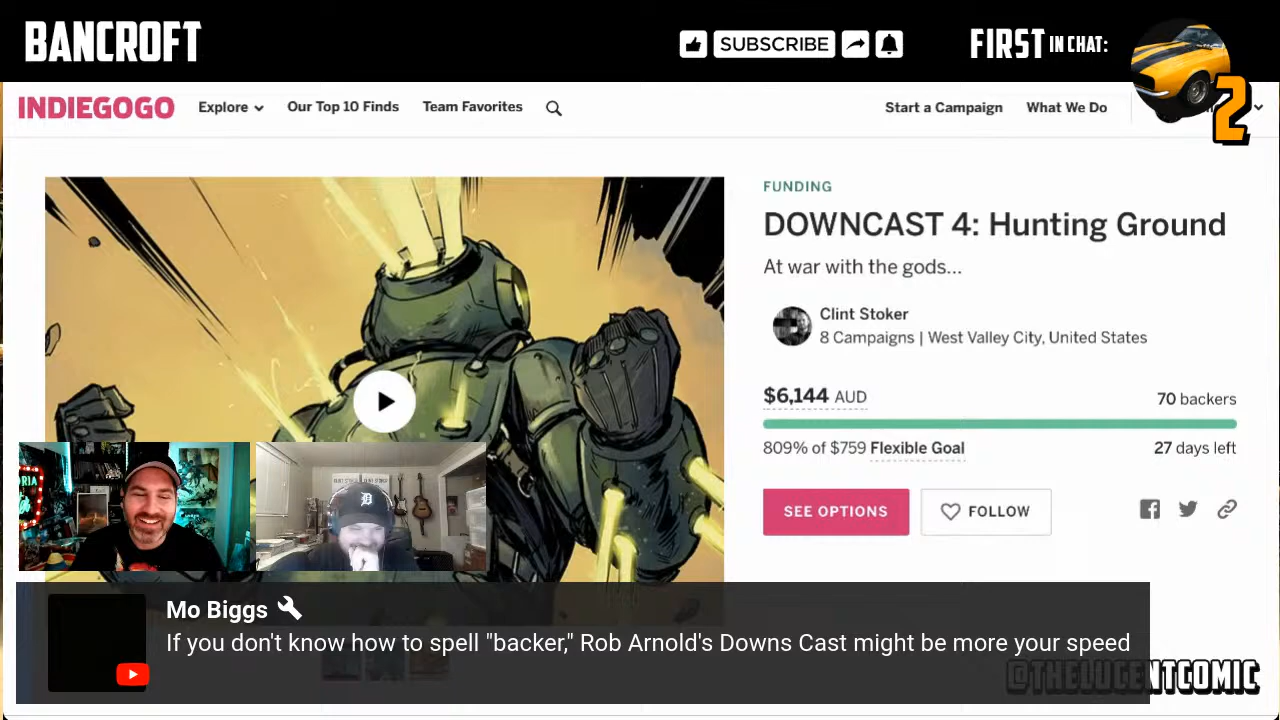 BANCROFT
SUBSCRIBE
FIRST IN CHAT:
2
INDIEGOGO
Explore
Our Top 10 Finds
Team Favorites
Start a Campaign
What We Do
FUNDING
DOWNCAST 4: Hunting Ground
At war with the gods...
Clint Stoker
8 Campaigns | West Valley City, United States
$6,144 AUD
70 backers
809% of $759 Flexible Goal
27 days left
SEE OPTIONS
FOLLOW
Mo Biggs
If you don't know how to spell "backer," Rob Arnold's Downs Cast might be more your speed
@THELUCENTCOMIC